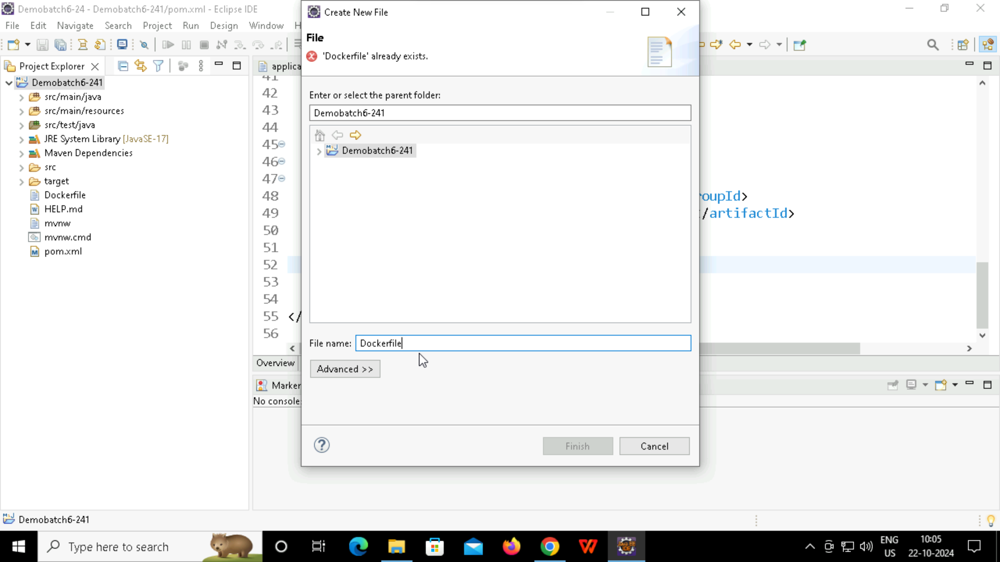 Demobatch6-24 - Demobatch6-241/pom.xml - Eclipse IDE
File Edit Navigate Search Project Run Design Window H
Project Explorer
Demobatch6-241
src/main/java
src/main/resources
src/test/java
JRE System Library [JavaSE-17]
Maven Dependencies
src
target
Dockerfile
HELP.md
mvnw
mvnw.cmd
pom.xml
applica
41
42
43
44
45
46
47
48 roupId>
49 /artifactId>
50
51
52
53
54
55 </
56
Overview
Marker
No console
Create New File
File
'Dockerfile' already exists.
Enter or select the parent folder:
Demobatch6-241
Demobatch6-241
File name: Dockerfile
Advanced >>
Finish Cancel
Demobatch6-241
Type here to search
ENG
US
10:05
22-10-2024